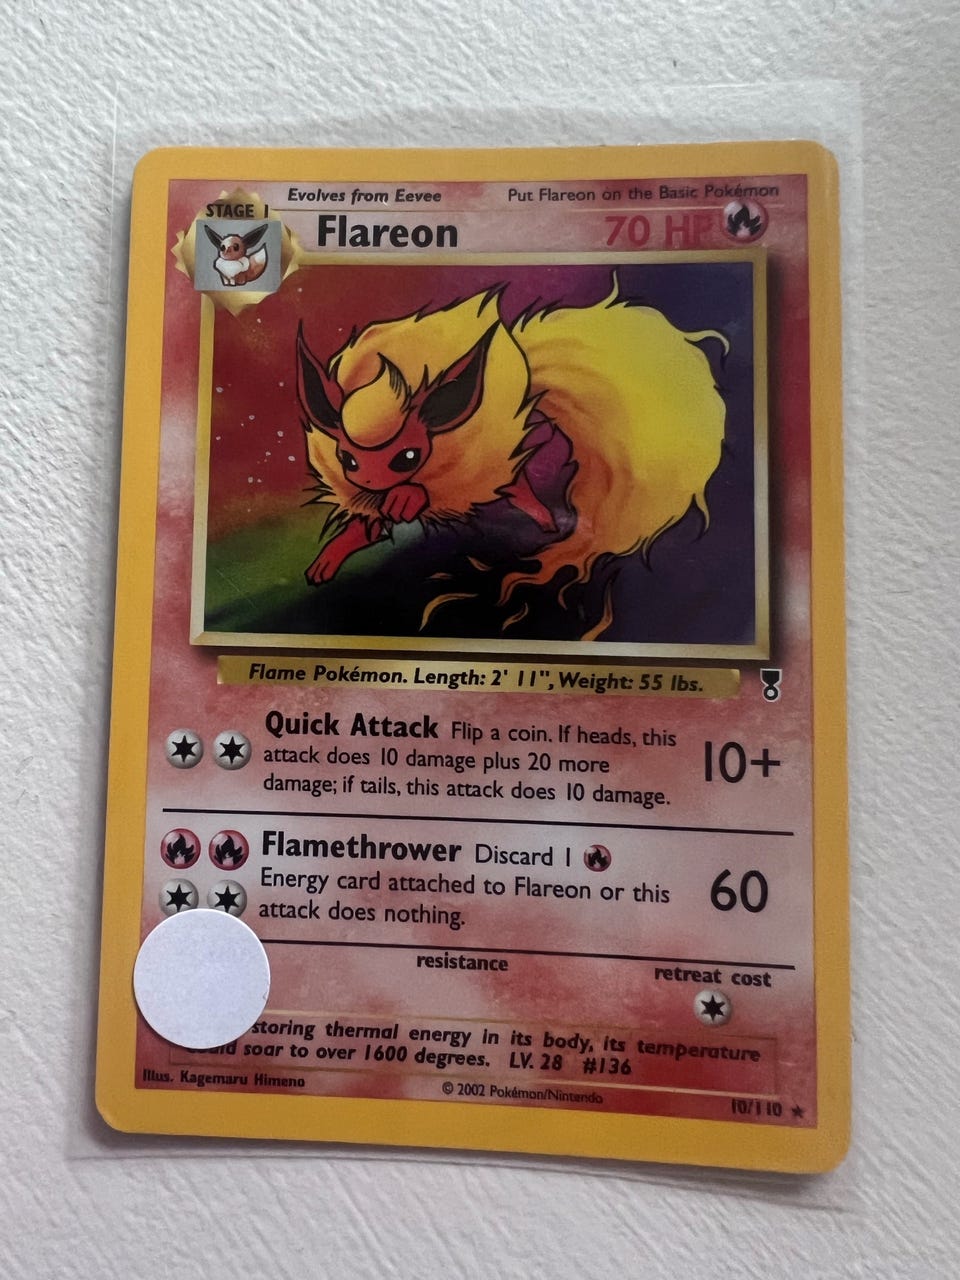 Evolves from Eevee
Put Flareon on the Basic Pokémon
STAGE 1
Flareon
70 HP
Flame Pokémon. Length: 2' 11", Weight: 55 lbs.
Quick Attack Flip a coin. If heads, this
attack does 10 damage plus 20 more
damage; if tails, this attack does 10 damage.
10+
Flamethrower Discard 1
Energy card attached to Flareon or this
attack does nothing.
60
resistance
retreat cost
storing thermal energy in its body, its temperature
could soar to over 1600 degrees. LV. 28 #136
Illus. Kagemaru Himeno
© 2002 Pokémon/Nintendo
10/110 ★